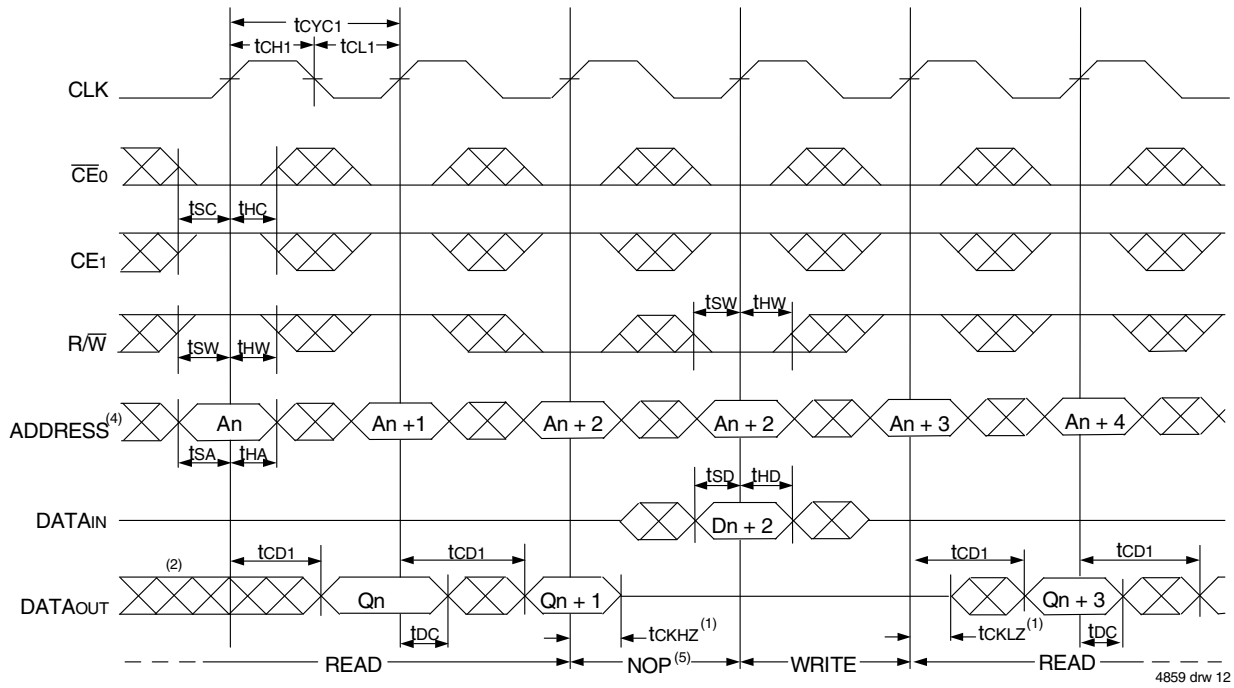 tCYC1
tCH1 tCL1
CLK
CE0
tSC tHC
CE1
tSW tHW
R/W
tSW tHW
ADDRESS(4) An An +1 An + 2 An + 2 An + 3 An + 4
tSA tHA
tSD tHD
DATAIN Dn + 2
tCD1 tCD1 tCD1 tCD1
(2)
DATAOUT Qn Qn + 1 Qn + 3
tDC tCKHZ(1) tCKLZ(1) tDC
READ NOP(5) WRITE READ
4859 drw 12